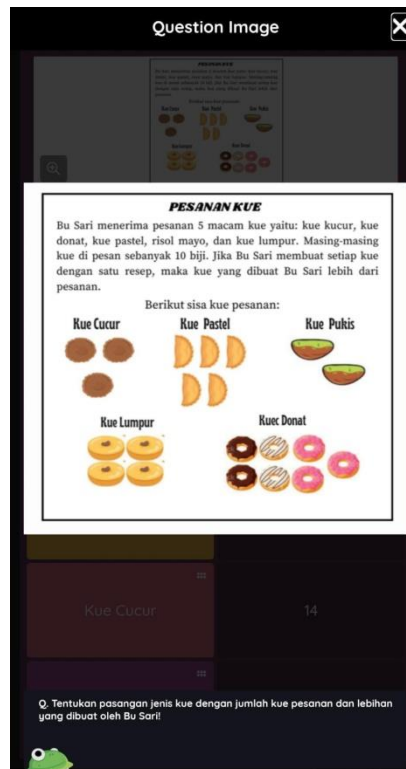 Question Image
PESANAN KUE
Bu Sari menerima pesanan 5 macam kue yaitu: kue kucur, kue
donat, kue pastel, risol mayo, dan kue lumpur. Masing-masing
kue di pesan sebanyak 10 biji. Jika Bu Sari membuat setiap kue
dengan satu resep, maka kue yang dibuat Bu Sari lebih dari
pesanan.
Berikut sisa kue pesanan:
Kue Cucur Kue Pastel Kue Pukis
Kue Lumpur Kuec Donat
Kue Cucur 14
Q. Tentukan pasangan jenis kue dengan jumlah kue pesanan dan lebihan
yang dibuat oleh Bu Sari!